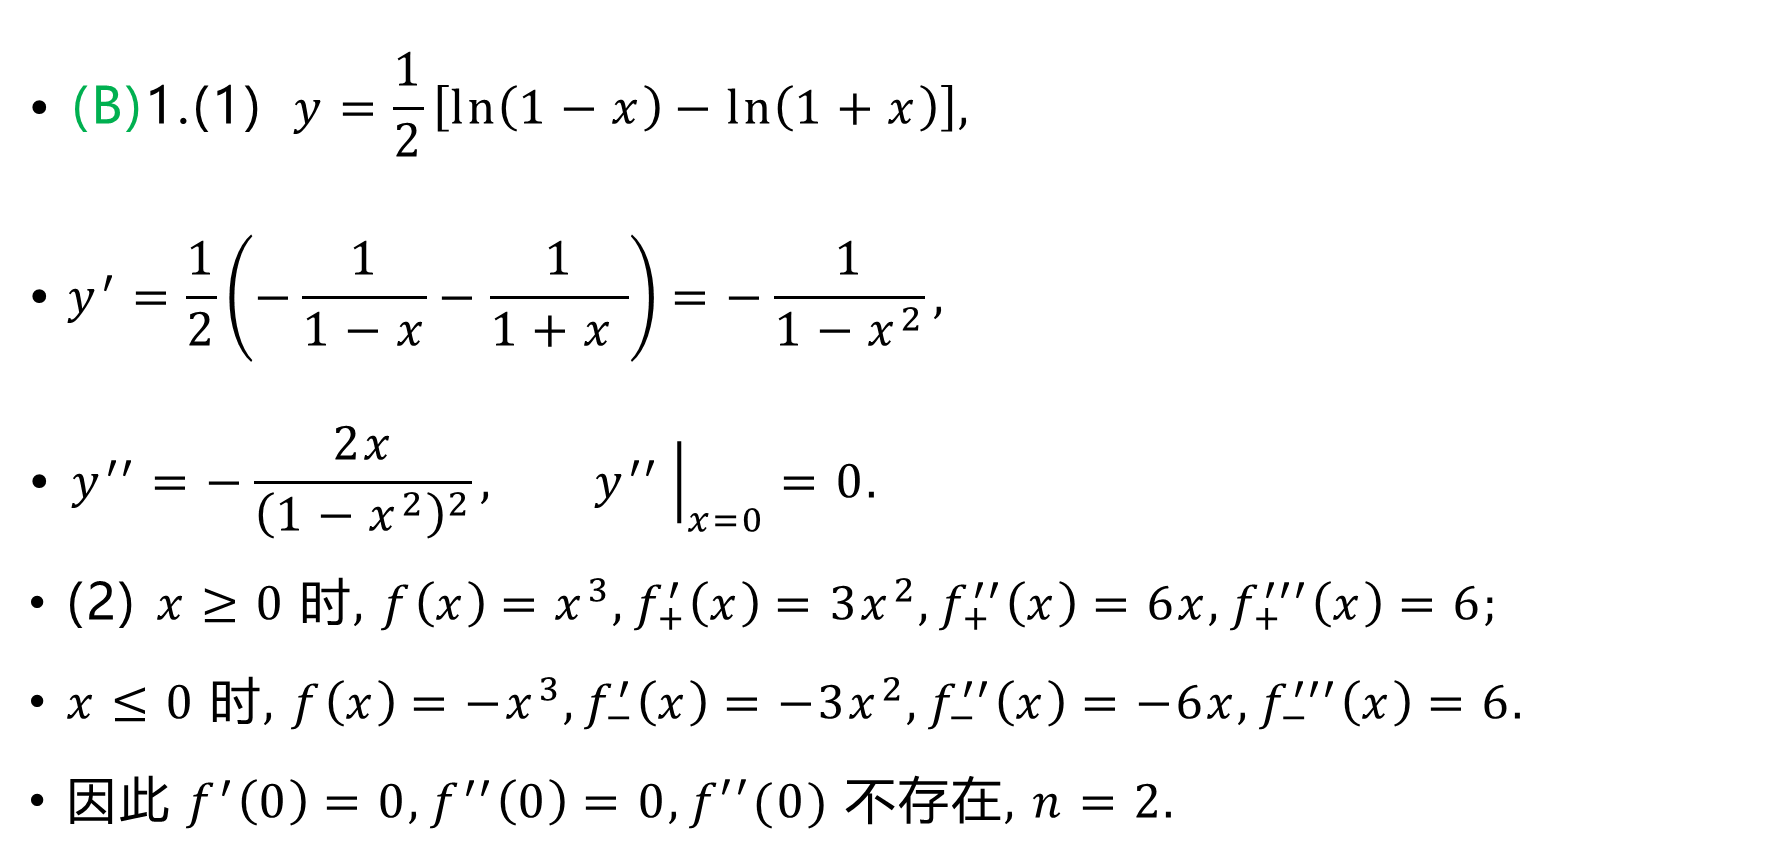 • (B)1.(1) y = 1/2 [ln(1 − x) − ln(1 + x)],
• y′ = 1/2 (− 1/(1 − x) − 1/(1 + x)) = − 1/(1 − x²),
• y′′ = − 2x/(1 − x²)², y′′|ₓ₌₀ = 0.
• (2) x ≥ 0 时, f(x) = x³, f₊′(x) = 3x², f₊′′(x) = 6x, f₊′′′(x) = 6;
• x ≤ 0 时, f(x) = −x³, f₋′(x) = −3x², f₋′′(x) = −6x, f₋′′′(x) = 6.
• 因此 f′(0) = 0, f′′(0) = 0, f′′(0) 不存在, n = 2.